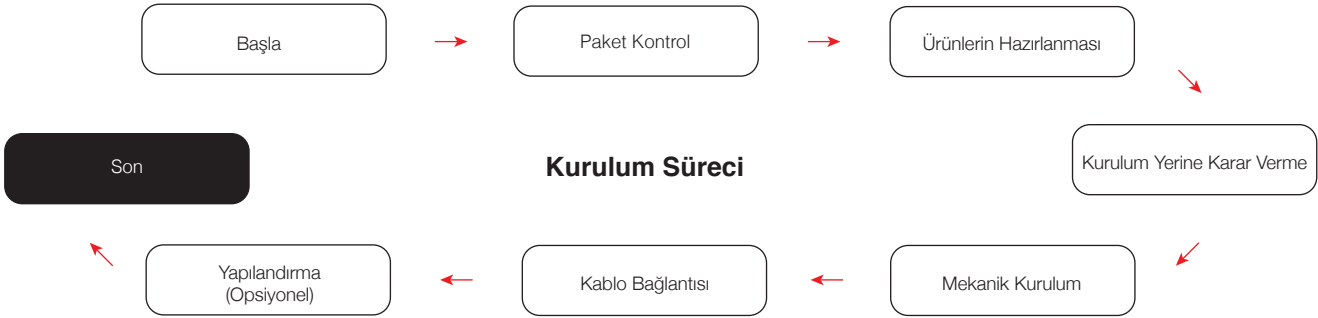 Başla
Paket Kontrol
Ürünlerin Hazırlanması
Kurulum Süreci
Kurulum Yerine Karar Verme
Mekanik Kurulum
Kablo Bağlantısı
Yapılandırma
(Opsiyonel)
Son